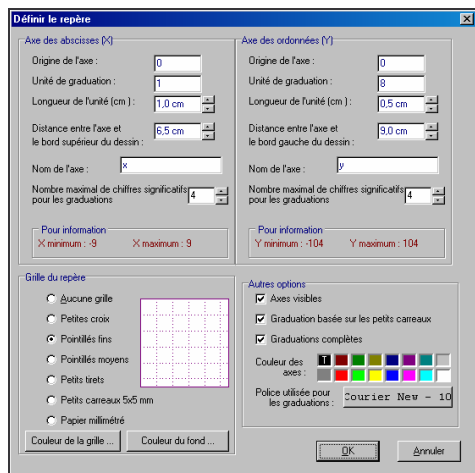 Définir le repère
Axe des abscisses (X)
Origine de l'axe : 0
Unité de graduation : 1
Longueur de l'unité (cm) : 1,0 cm
Distance entre l'axe et
le bord supérieur du dessin : 6,5 cm
Nom de l'axe : x
Nombre maximal de chiffres significatifs
pour les graduations 4
Pour information
X minimum : -9 X maximum : 9
Axe des ordonnées (Y)
Origine de l'axe : 0
Unité de graduation : 8
Longueur de l'unité (cm) : 0,5 cm
Distance entre l'axe et
le bord gauche du dessin : 9,0 cm
Nom de l'axe : y
Nombre maximal de chiffres significatifs
pour les graduations 4
Pour information
Y minimum : -104 Y maximum : 104
Grille du repère
Aucune grille
Petites croix
Pointillés fins
Pointillés moyens
Petits tirets
Petits carreaux 5x5 mm
Papier millimétré
Couleur de la grille ... Couleur du fond ...
Autres options
Axes visibles
Graduation basée sur les petits carreaux
Graduations complètes
Couleur des
axes : T
Police utilisée pour
les graduations : Courier New - 10
OK Annuler